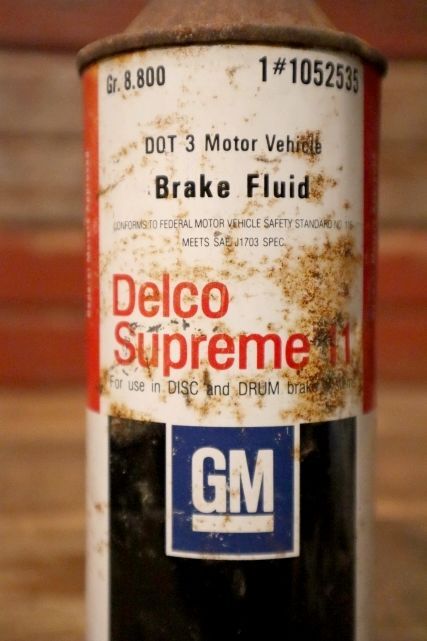 Gr. 8.800 1#1052535
DOT 3 Motor Vehicle
Brake Fluid
CONFORMS TO FEDERAL MOTOR VEHICLE SAFETY STANDARD NO. 116
MEETS SAE J1703 SPEC.
Delco
Supreme 11
For use in DISC and DRUM brake
GM